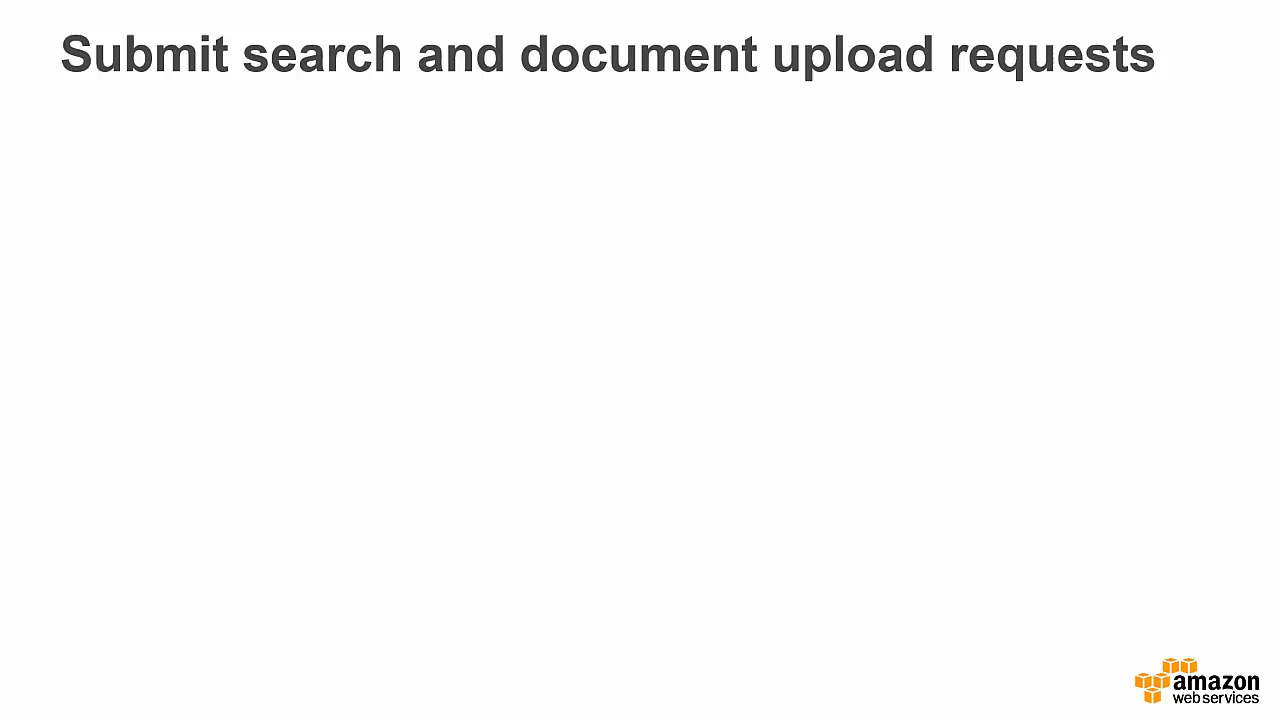 Submit search and document upload requests
amazon
web services